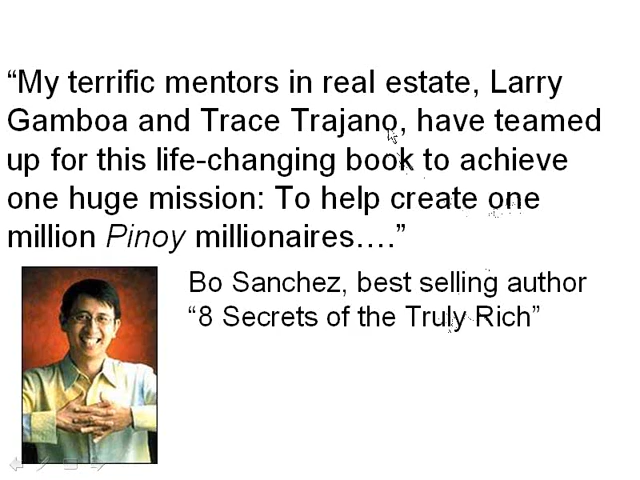 “My terrific mentors in real estate, Larry
Gamboa and Trace Trajano, have teamed
up for this life-changing book to achieve
one huge mission: To help create one
million Pinoy millionaires….”
Bo Sanchez, best selling author
“8 Secrets of the Truly Rich”